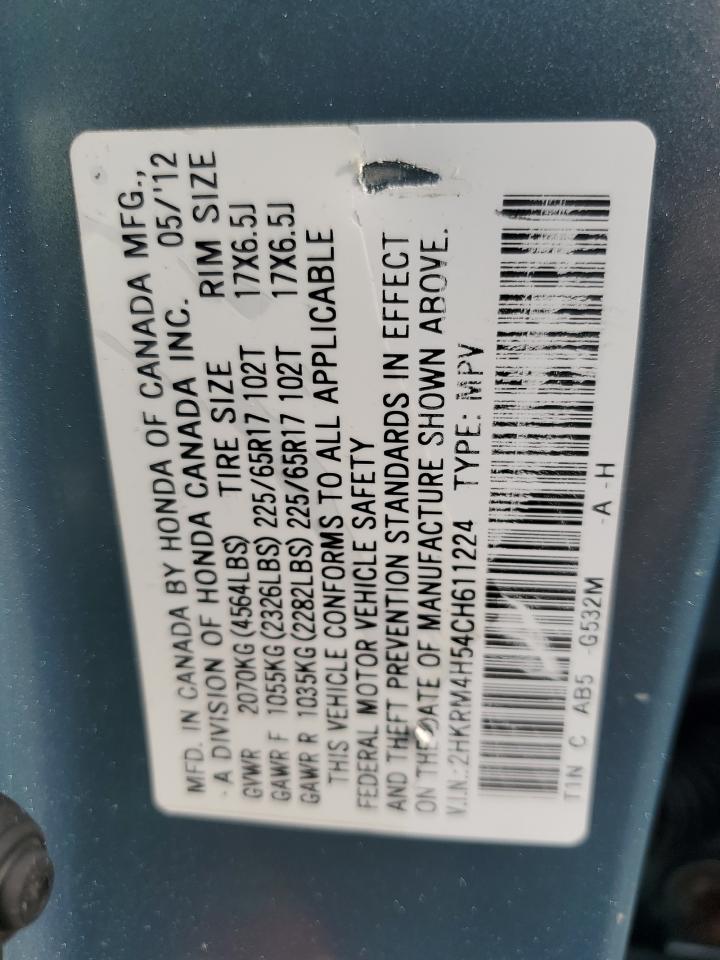 MFD. IN CANADA BY HONDA OF CANADA MFG.,
-A DIVISION OF HONDA CANADA INC. 05/'12
GVWR 2070KG(4564LBS) TIRE SIZE RIM SIZE
GAWR F 1055KG(2326LBS) 225/65R17 102T 17X6.5J
GAWR R 1035KG(2282LBS) 225/65R17 102T 17X6.5J
THIS VEHICLE CONFORMS TO ALL APPLICABLE
FEDERAL MOTOR VEHICLE SAFETY
AND THEFT PREVENTION STANDARDS IN EFFECT
ON THE DATE OF MANUFACTURE SHOWN ABOVE.
V.I.N.:2HKRM4H54CH611224 TYPE: MPV
T1N C AB5 -G532M -A -H